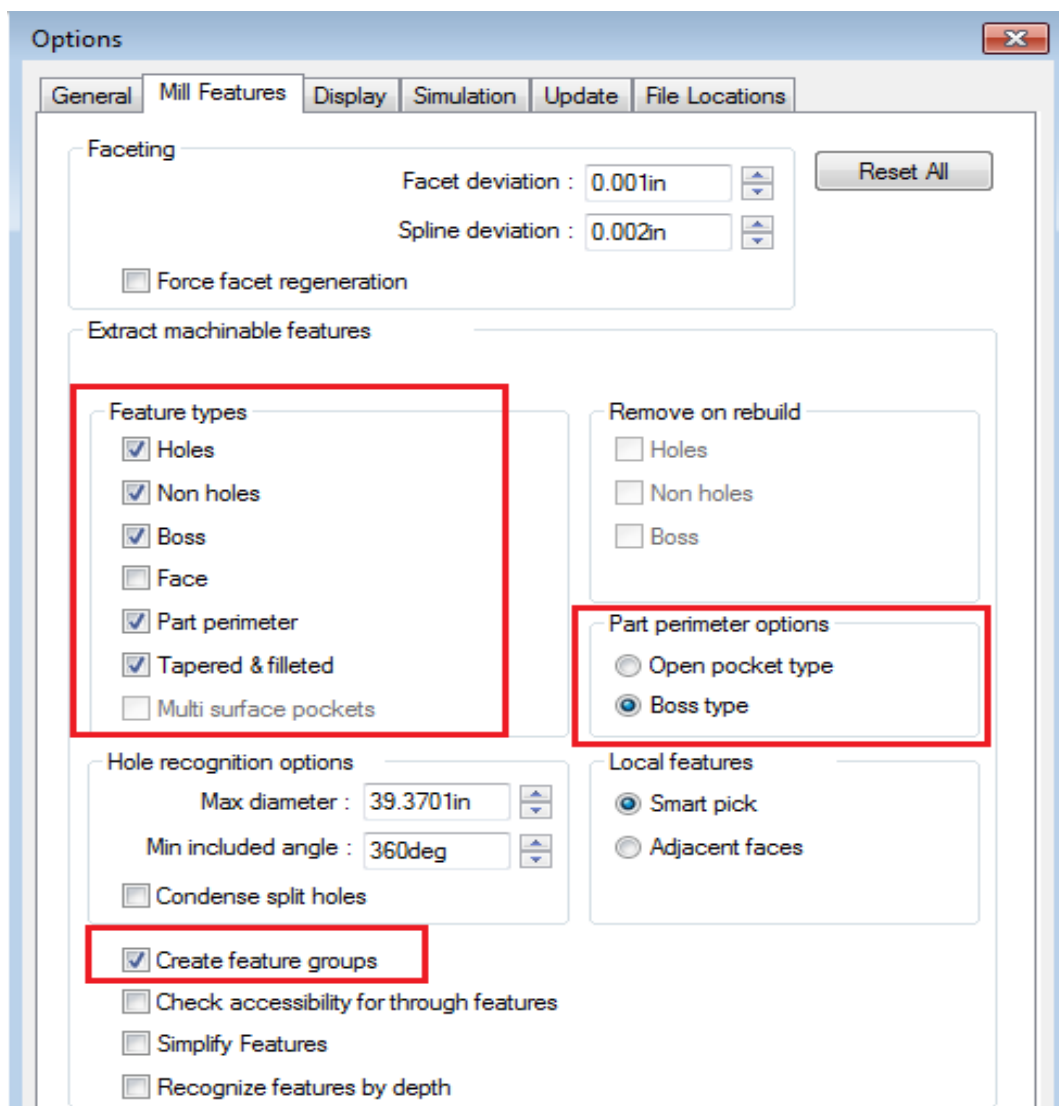 Options
General Mill Features Display Simulation Update File Locations
Faceting
Facet deviation : 0.001in
Reset All
Spline deviation : 0.002in
Force facet regeneration
Extract machinable features
Feature types
Holes
Non holes
Boss
Face
Part perimeter
Tapered & filleted
Multi surface pockets
Remove on rebuild
Holes
Non holes
Boss
Part perimeter options
Open pocket type
Boss type
Hole recognition options
Max diameter : 39.3701in
Min included angle : 360deg
Condense split holes
Local features
Smart pick
Adjacent faces
Create feature groups
Check accessibility for through features
Simplify Features
Recognize features by depth